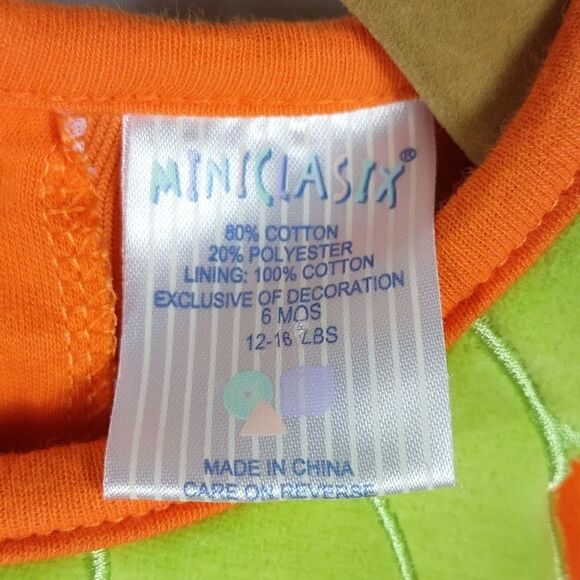 MINICLASIX®
80% COTTON
20% POLYESTER
LINING: 100% COTTON
EXCLUSIVE OF DECORATION
6 MOS
12-16 LBS
MADE IN CHINA
CARE ON REVERSE